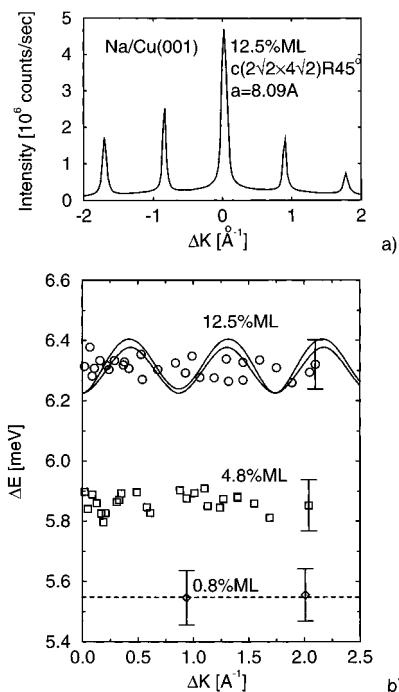 5
4
3
2
1
0
Intensity [10⁶ counts/sec]
Na/Cu(001)
12.5%ML
c(2√2×4√2)R45°
a=8.09A
-2
-1
0
1
2
ΔK [Å⁻¹]
a)
6.6
6.4
6.2
6.0
5.8
5.6
5.4
ΔE [meV]
12.5%ML
4.8%ML
0.8%ML
0.0
0.5
1.0
1.5
2.0
2.5
ΔK [A⁻¹]
b)